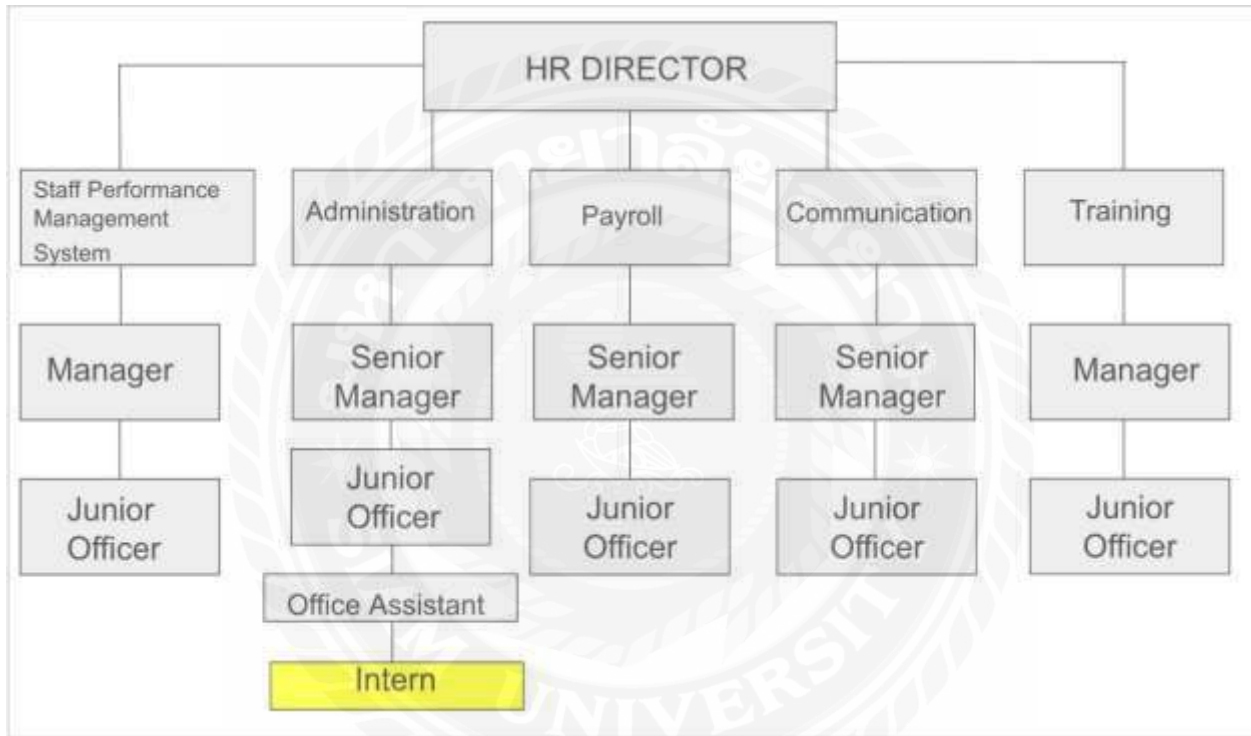 HR DIRECTOR
Staff Performance
Management
System
Administration
Payroll
Communication
Training
Manager
Senior
Manager
Senior
Manager
Senior
Manager
Manager
Junior
Officer
Junior
Officer
Junior
Officer
Junior
Officer
Junior
Officer
Office Assistant
Intern
UNIVERSIT